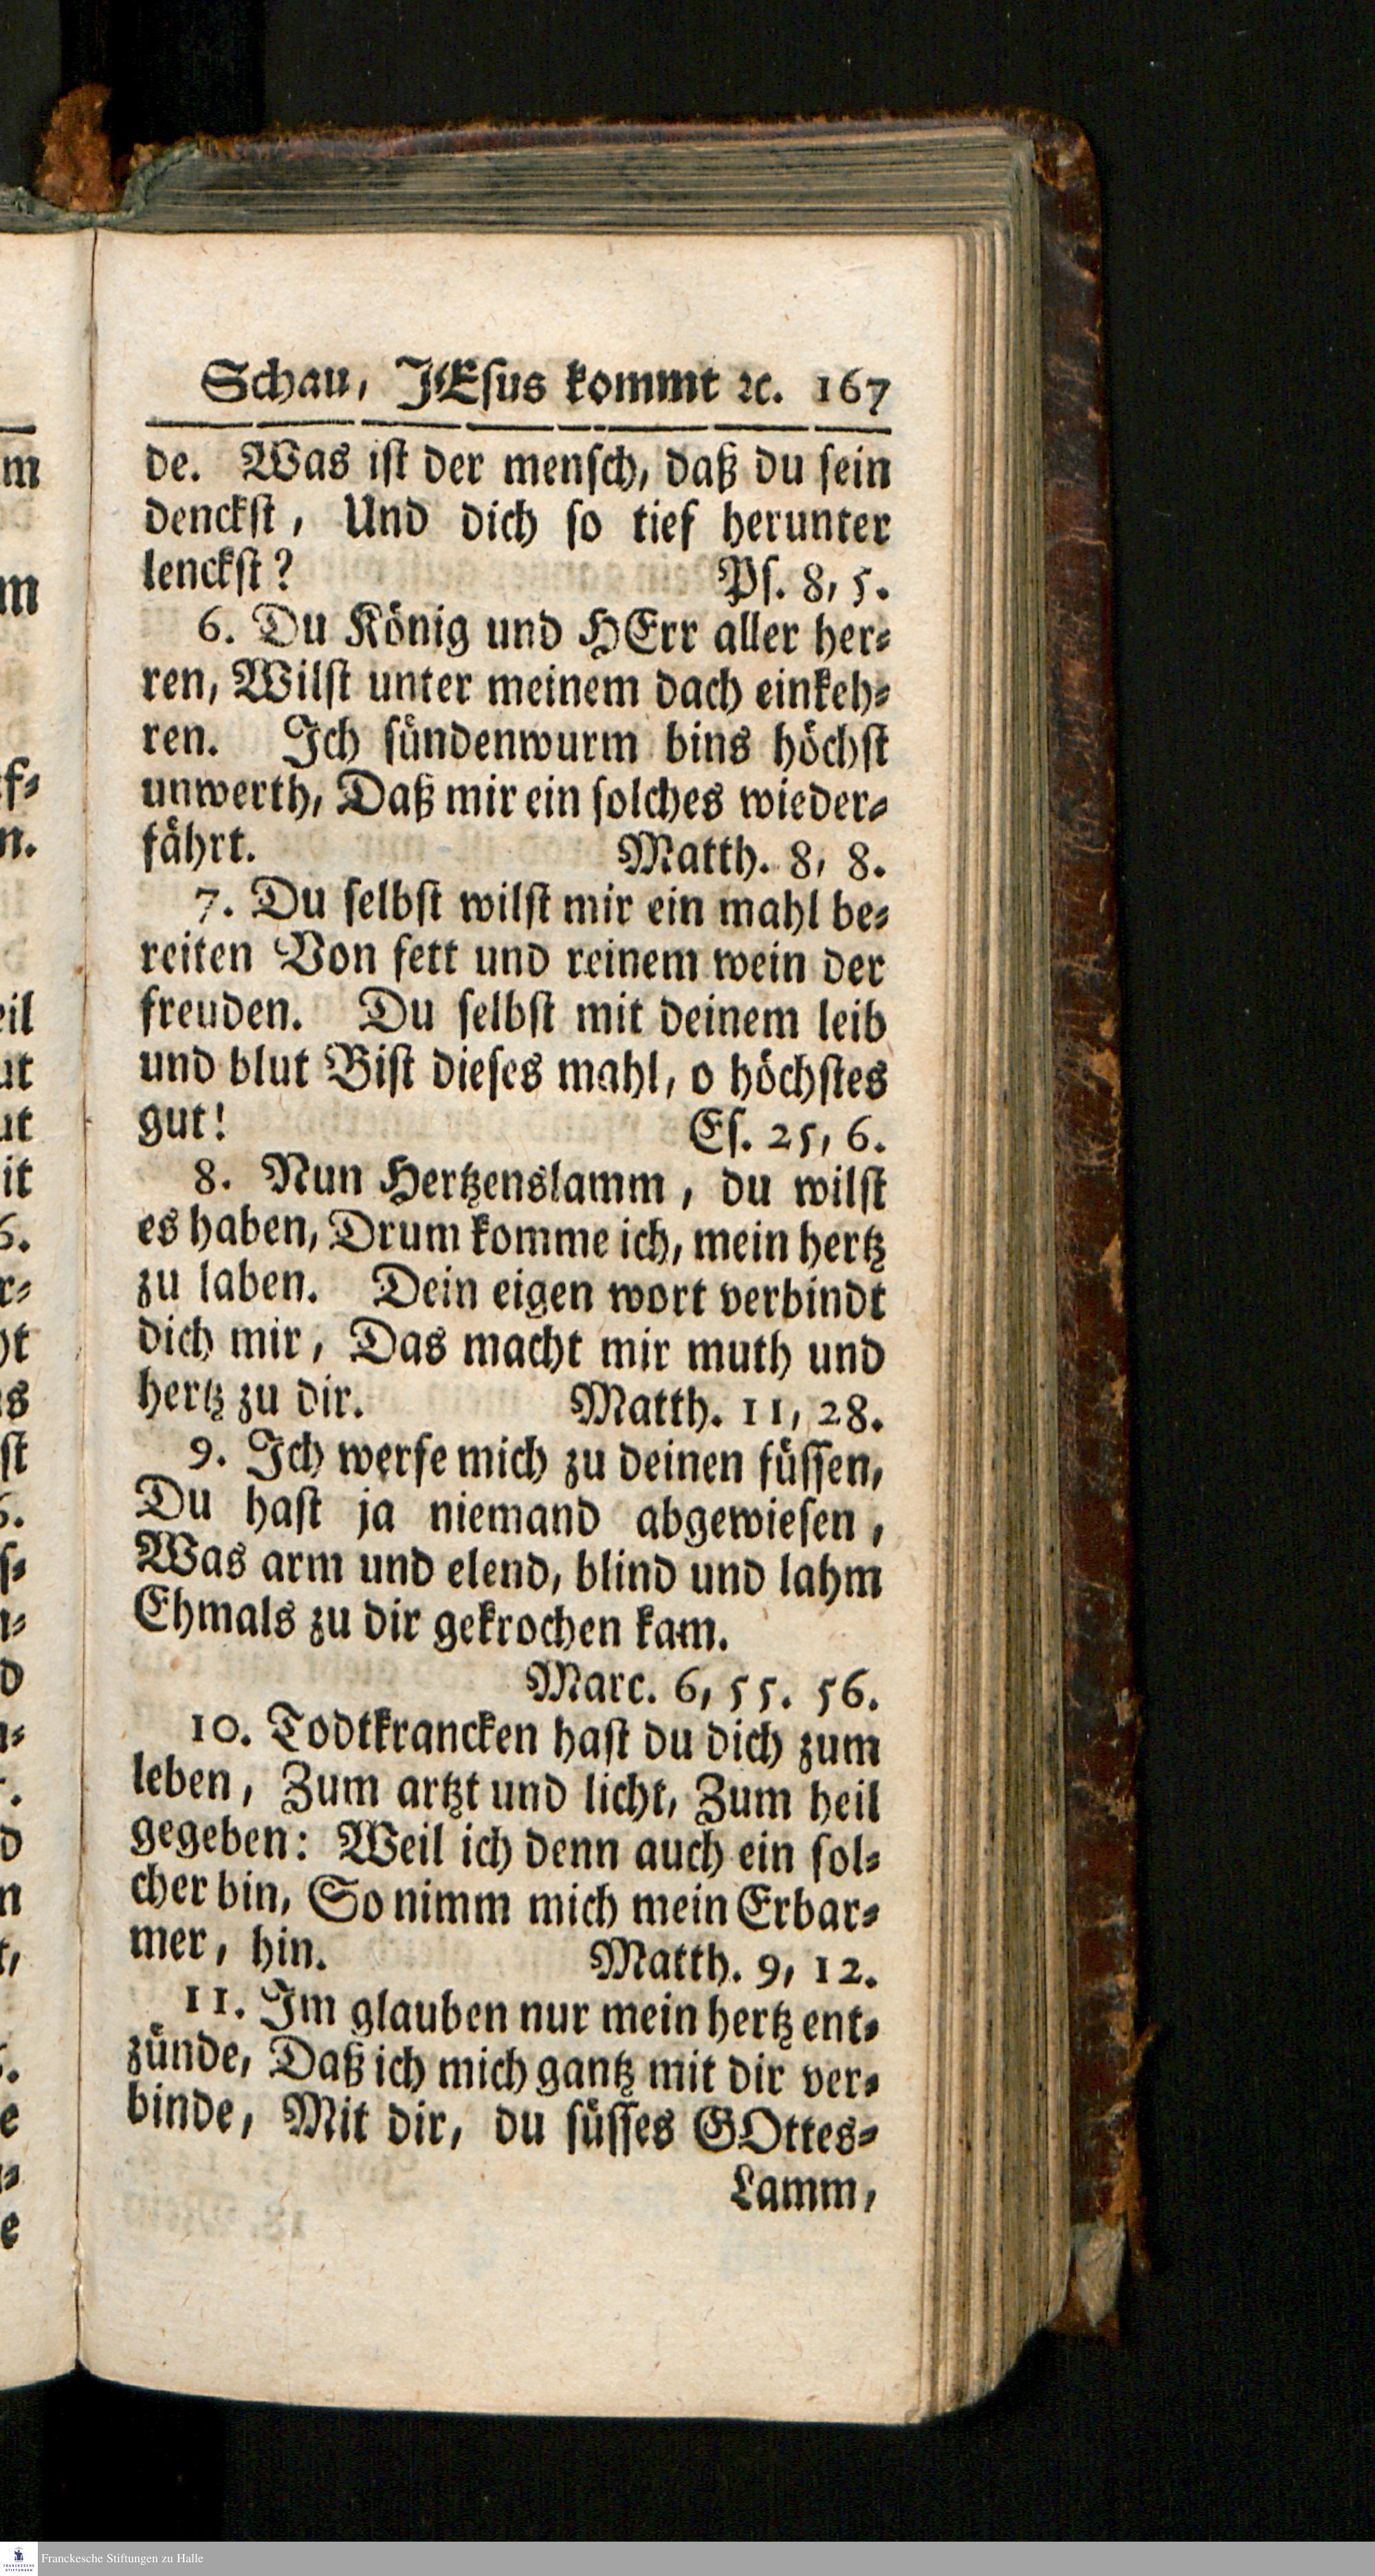 Schau, JEſus kommt ꝛc. 167
de. Was iſt der menſch, daß du ſein
denckſt, Und dich ſo tief herunter
lenckſt? Pſ. 8, 5.
6. Du König und HErr aller her-
ren, Wilſt unter meinem dach einkeh-
ren. Ich ſündenwurm bins höchſt
unwerth, Daß mir ein ſolches wieder-
fährt. Matth. 8, 8.
7. Du ſelbſt wilſt mir ein mahl be-
reiten Von fett und reinem wein der
freuden. Du ſelbſt mit deinem leib
und blut Biſt dieſes mahl, o höchſtes
gut! Eſ. 25, 6.
8. Nun Hertzenslamm, du wilſt
es haben, Drum komme ich, mein hertz
zu laben. Dein eigen wort verbindt
dich mir, Das macht mir muth und
hertz zu dir. Matth. 11, 28.
9. Ich werfe mich zu deinen füſſen,
Du haſt ja niemand abgewieſen,
Was arm und elend, blind und lahm
Ehmals zu dir gekrochen kam.
Marc. 6, 55. 56.
10. Todtkrancken haſt du dich zum
leben, Zum artzt und licht, Zum heil
gegeben: Weil ich denn auch ein ſol-
cher bin, So nimm mich mein Erbar-
mer, hin. Matth. 9, 12.
11. Im glauben nur mein hertz ent-
zünde, Daß ich mich gantz mit dir ver-
binde, Mit dir, du ſüſſes GOttes-
Lamm,
Franckesche Stiftungen zu Halle